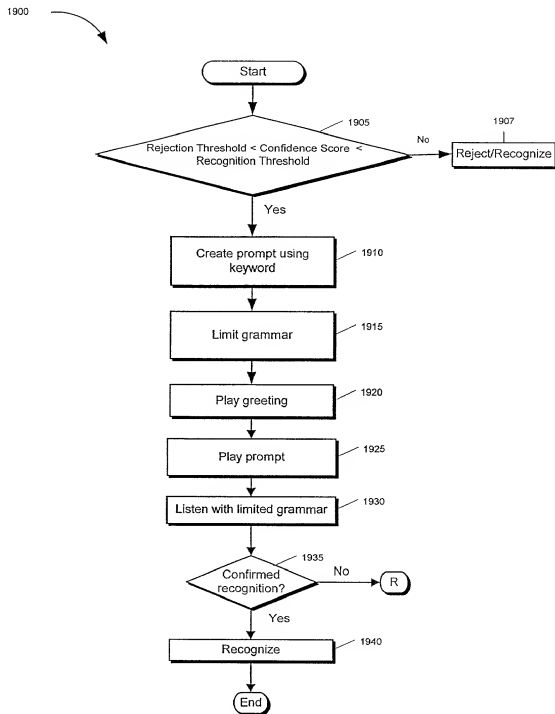 1900
Start
1905
Rejection Threshold < Confidence Score <
Recognition Threshold
No
1907
Reject/Recognize
Yes
Create prompt using
keyword
1910
Limit grammar
1915
Play greeting
1920
Play prompt
1925
Listen with limited grammar
1930
1935
Confirmed
recognition?
No
R
Yes
Recognize
1940
End